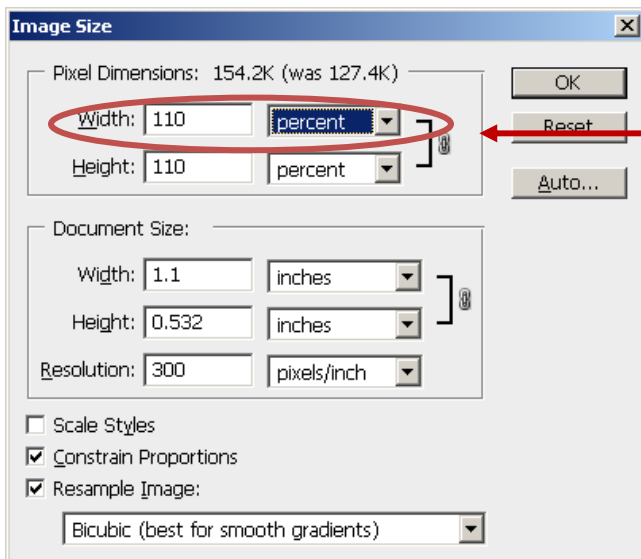 Image Size
Pixel Dimensions: 154.2K (was 127.4K)
OK
Width: 110 percent
Reset
Height: 110 percent
Auto...
Document Size:
Width: 1.1 inches
Height: 0.532 inches
Resolution: 300 pixels/inch
Scale Styles
Constrain Proportions
Resample Image:
Bicubic (best for smooth gradients)